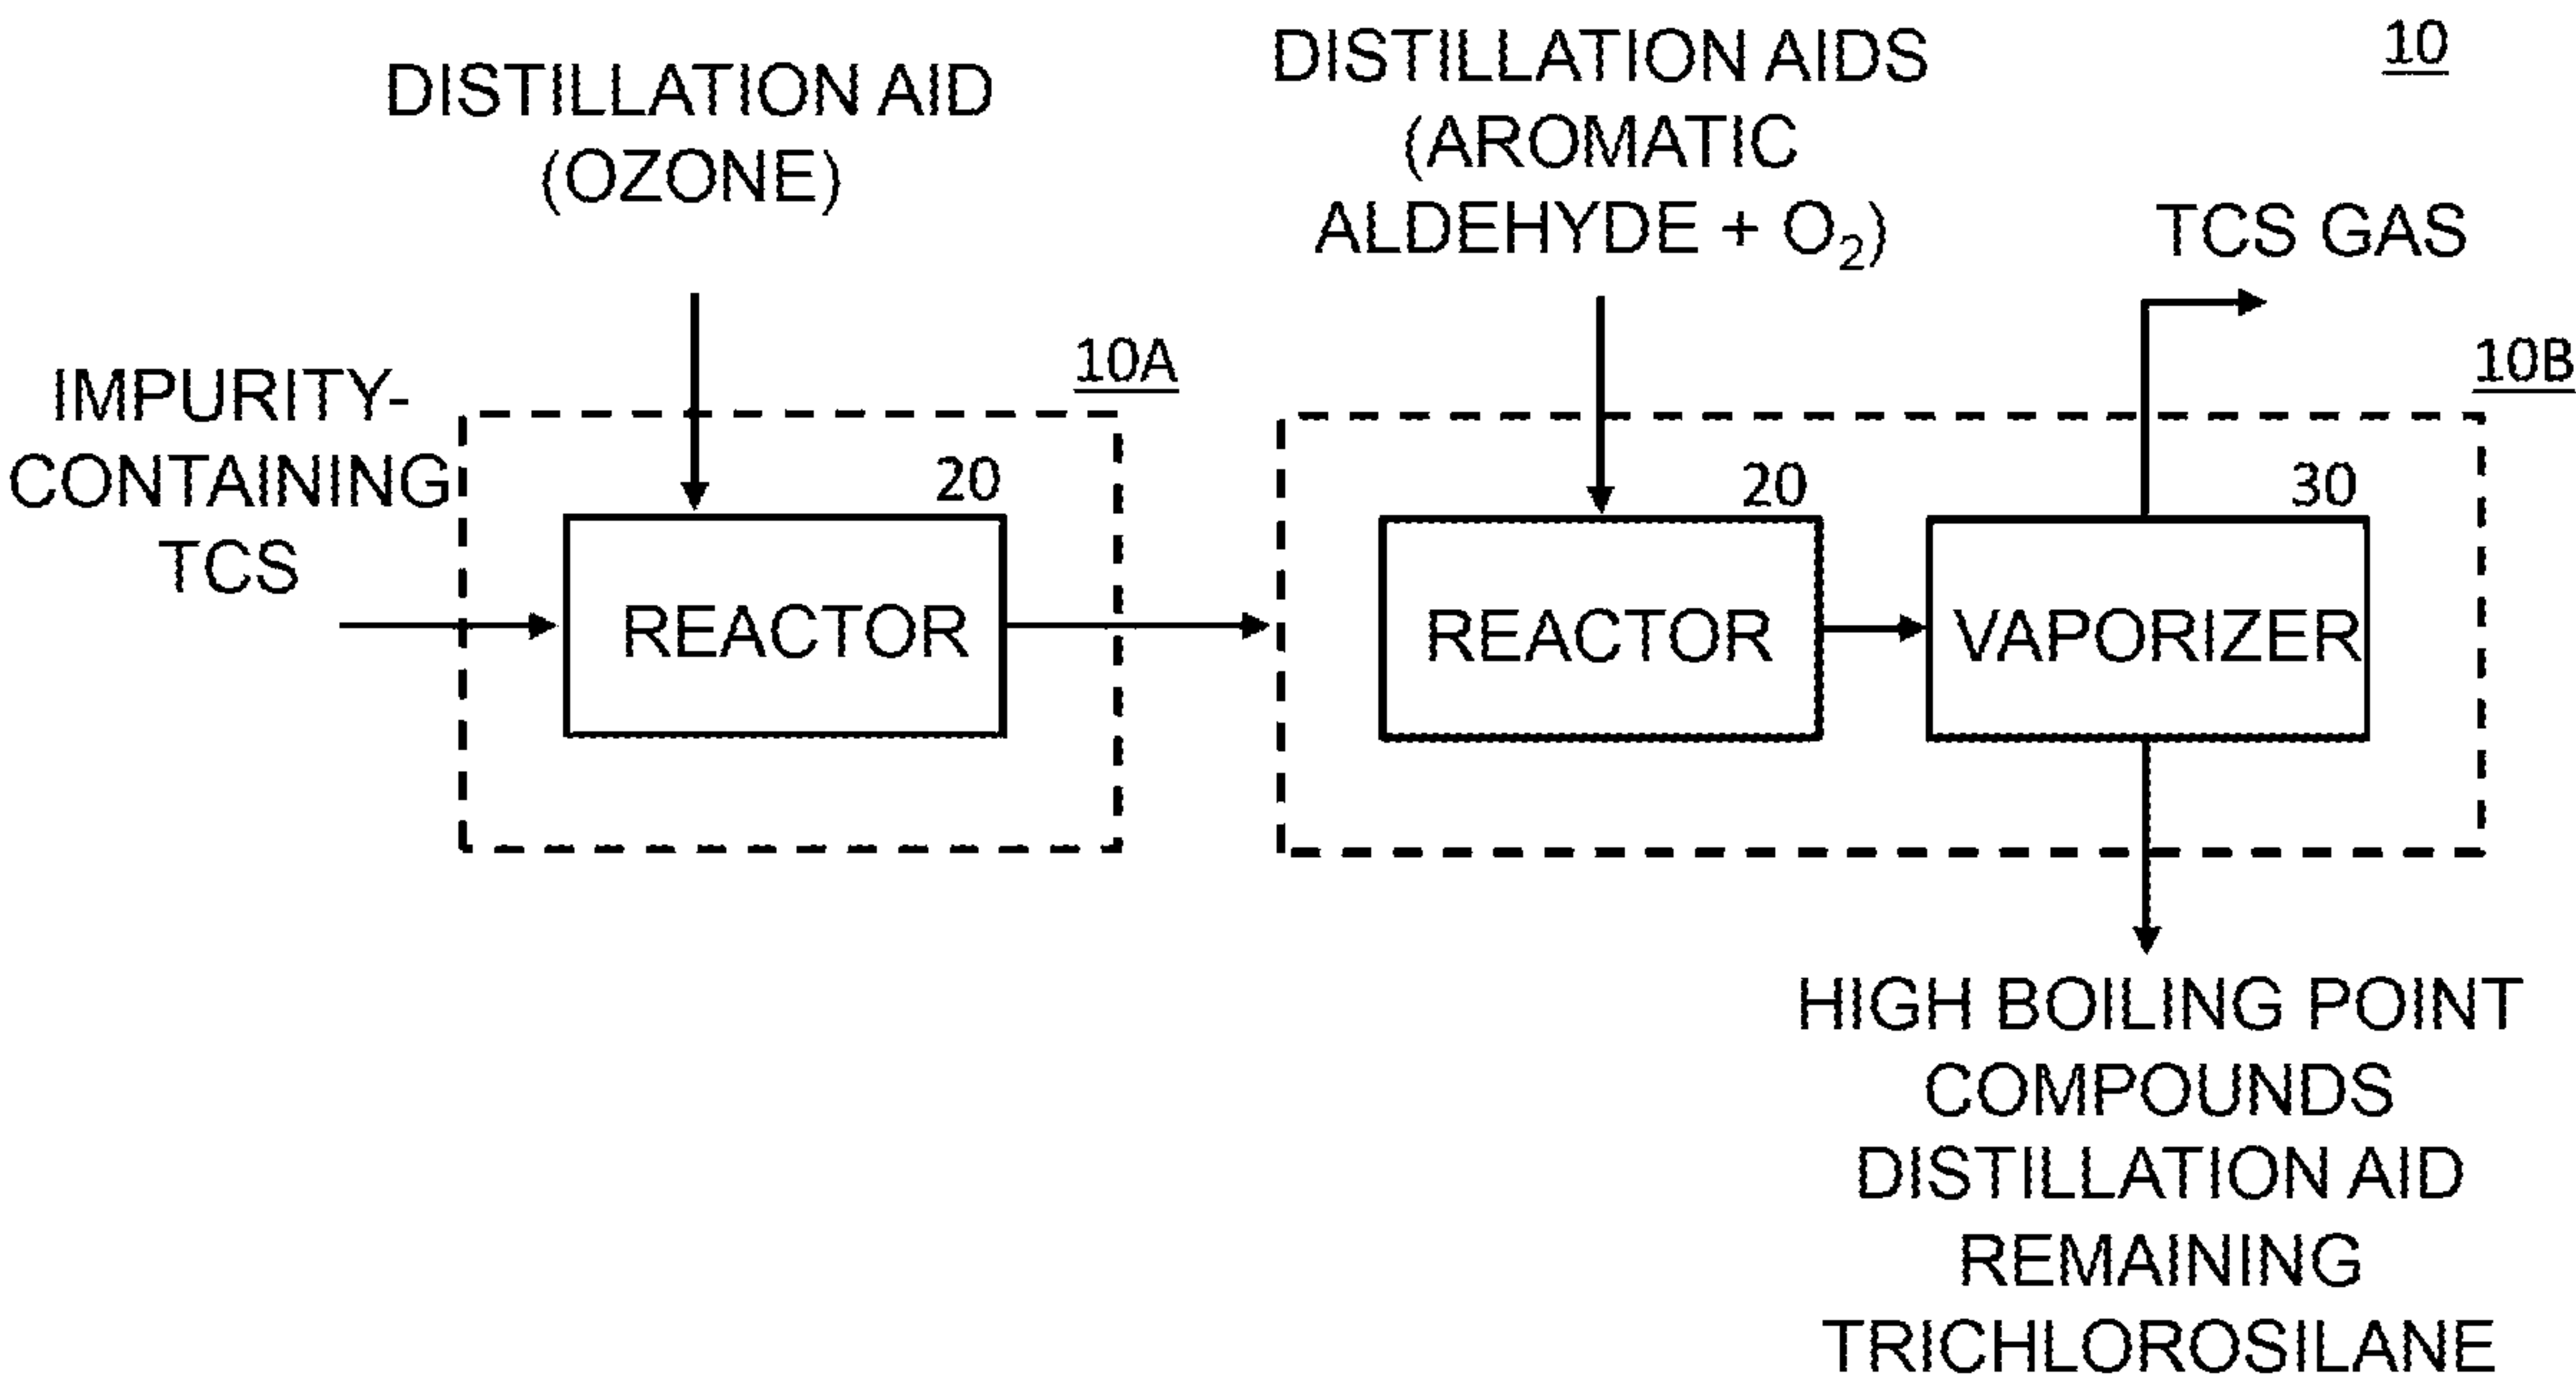 10
DISTILLATION AID
(OZONE)
DISTILLATION AIDS
(AROMATIC
ALDEHYDE + O₂)
TCS GAS
10A
10B
IMPURITY-
CONTAINING
TCS
20
REACTOR
20
REACTOR
30
VAPORIZER
HIGH BOILING POINT
COMPOUNDS
DISTILLATION AID
REMAINING
TRICHLOROSILANE